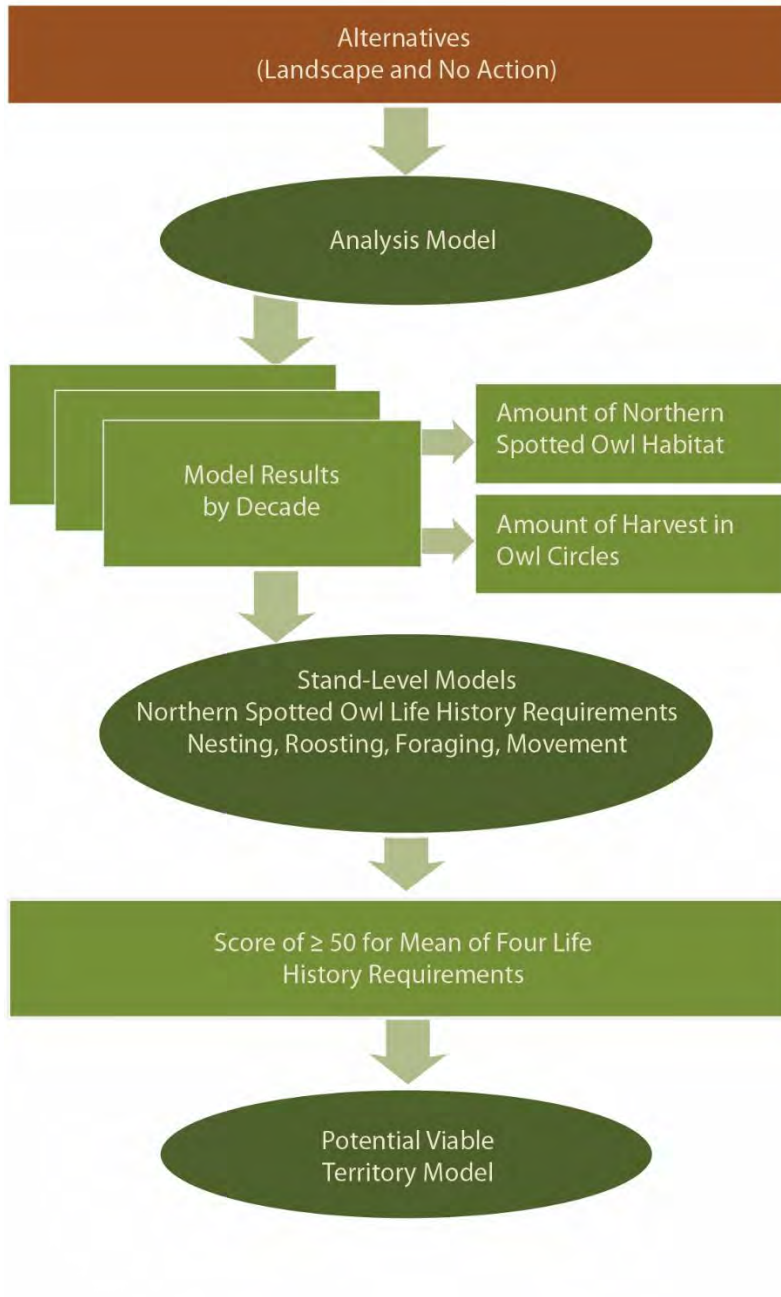 Alternatives
(Landscape and No Action)
Analysis Model
Model Results
by Decade
Amount of Northern
Spotted Owl Habitat
Amount of Harvest in
Owl Circles
Stand-Level Models
Northern Spotted Owl Life History Requirements
Nesting, Roosting, Foraging, Movement
Score of ≥ 50 for Mean of Four Life
History Requirements
Potential Viable
Territory Model